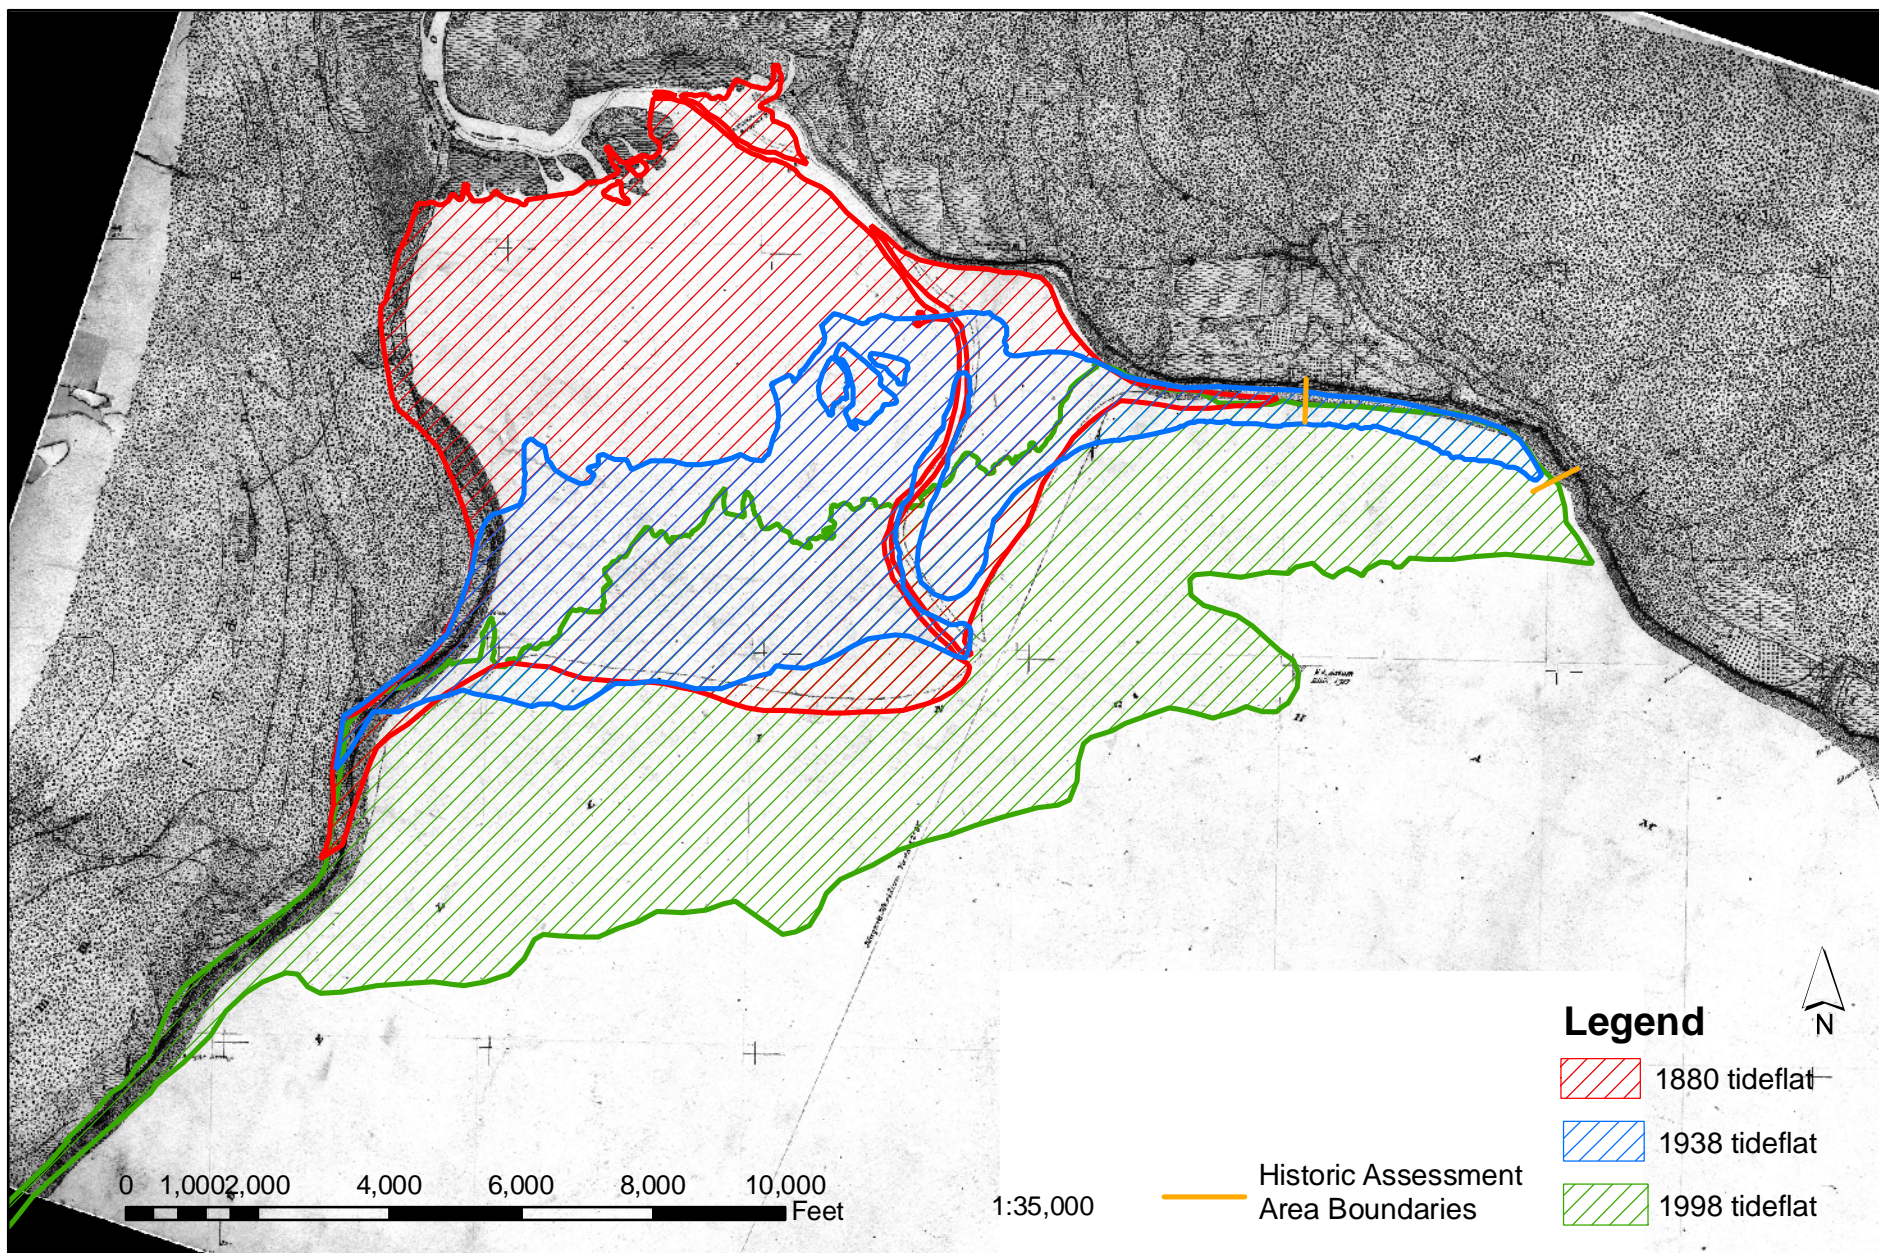 Legend
N
1880 tideflat
1938 tideflat
1998 tideflat
Historic Assessment
Area Boundaries
0 1,000 2,000 4,000 6,000 8,000 10,000
Feet
1:35,000